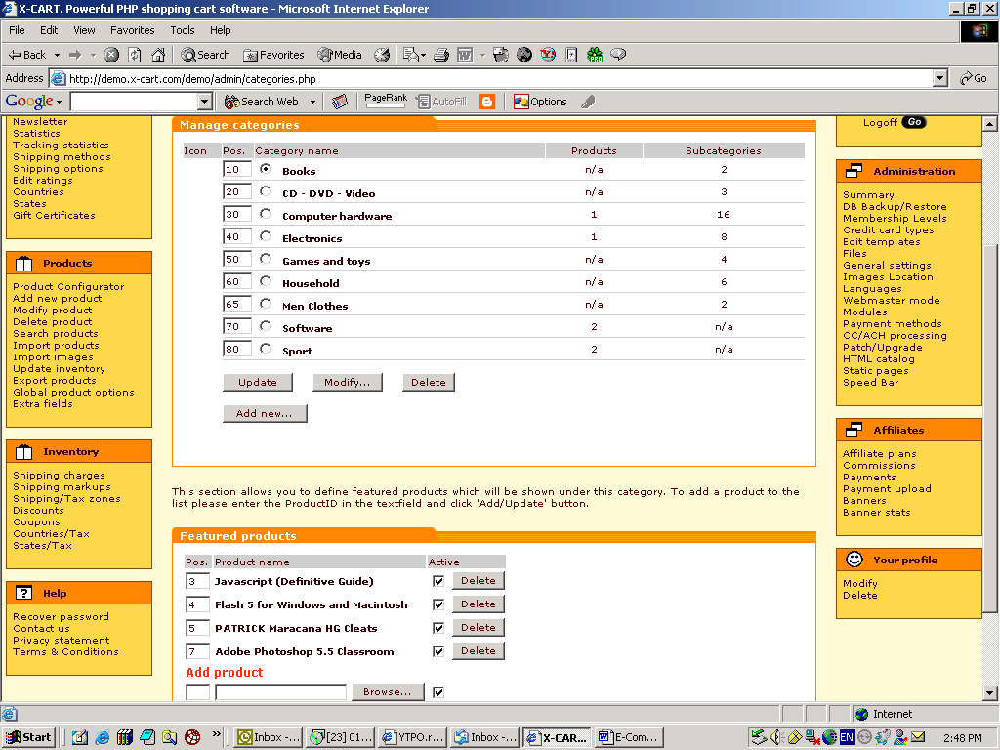 X-CART. Powerful PHP shopping cart software - Microsoft Internet Explorer
File Edit View Favorites Tools Help
Back Search Favorites Media
Address http://demo.x-cart.com/demo/admin/categories.php Go
Google Search Web PageRank AutoFill Options
Newsletter
Statistics
Tracking statistics
Shipping methods
Shipping options
Edit ratings
Countries
States
Gift Certificates
Products
Product Configurator
Add new product
Modify product
Delete product
Search products
Import products
Import images
Update inventory
Export products
Global product options
Extra fields
Inventory
Shipping charges
Shipping markups
Shipping/Tax zones
Discounts
Coupons
Countries/Tax
States/Tax
Help
Recover password
Contact us
Privacy statement
Terms & Conditions
Manage categories
Icon Pos. Category name Products Subcategories
10 Books n/a 2
20 CD - DVD - Video n/a 3
30 Computer hardware 1 16
40 Electronics 1 8
50 Games and toys n/a 4
60 Household n/a 6
65 Men Clothes n/a 2
70 Software 2 n/a
80 Sport 2 n/a
Update Modify... Delete
Add new...
This section allows you to define featured products which will be shown under this category. To add a product to the
list please enter the ProductID in the textfield and click 'Add/Update' button.
Featured products
Pos. Product name Active
3 Javascript (Definitive Guide) Delete
4 Flash 5 for Windows and Macintosh Delete
5 PATRICK Maracana HG Cleats Delete
7 Adobe Photoshop 5.5 Classroom Delete
Add product
Browse...
Logoff Go
Administration
Summary
DB Backup/Restore
Membership Levels
Credit card types
Edit templates
Files
General settings
Images Location
Languages
Webmaster mode
Modules
Payment methods
CC/ACH processing
Patch/Upgrade
HTML catalog
Static pages
Speed Bar
Affiliates
Affiliate plans
Commissions
Payments
Payment upload
Banners
Banner stats
Your profile
Modify
Delete
Internet
Start » Inbox -... [23] 01... YTPO.r... Inbox -... X-CAR... E-Com... EN 2:48 PM